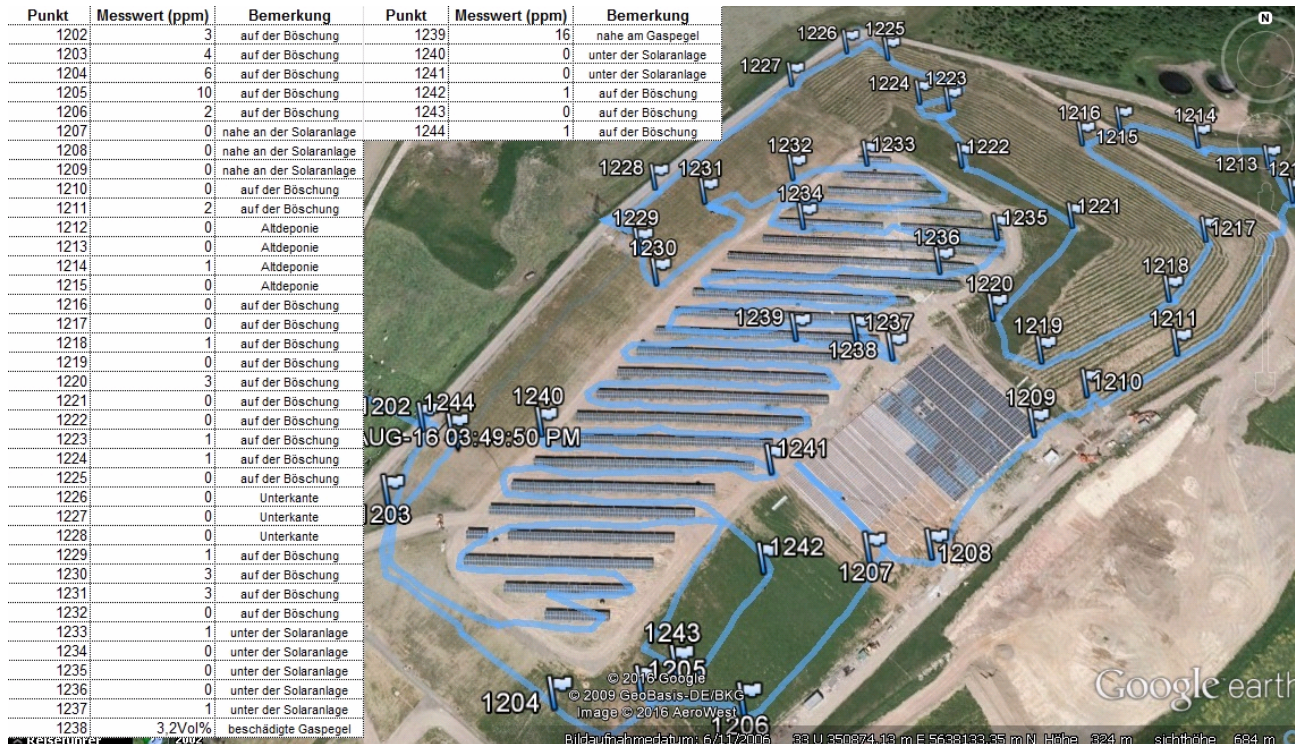 Punkt Messwert (ppm) Bemerkung Punkt Messwert (ppm) Bemerkung
1202 3 auf der Böschung 1239 16 nahe am Gaspegel
1203 4 auf der Böschung 1240 0 unter der Solaranlage
1204 6 auf der Böschung 1241 0 unter der Solaranlage
1205 10 auf der Böschung 1242 1 auf der Böschung
1206 2 auf der Böschung 1243 0 auf der Böschung
1207 0 nahe an der Solaranlage 1244 1 auf der Böschung
1208 0 nahe an der Solaranlage
1209 0 nahe an der Solaranlage
1210 0 auf der Böschung
1211 2 auf der Böschung
1212 0 Altdeponie
1213 0 Altdeponie
1214 1 Altdeponie
1215 0 Altdeponie
1216 0 auf der Böschung
1217 0 auf der Böschung
1218 1 auf der Böschung
1219 0 auf der Böschung
1220 3 auf der Böschung
1221 0 auf der Böschung
1222 0 auf der Böschung
1223 1 auf der Böschung
1224 1 auf der Böschung
1225 0 auf der Böschung
1226 0 Unterkante
1227 0 Unterkante
1228 0 Unterkante
1229 1 auf der Böschung
1230 3 auf der Böschung
1231 3 auf der Böschung
1232 0 auf der Böschung
1233 1 unter der Solaranlage
1234 0 unter der Solaranlage
1235 0 unter der Solaranlage
1236 0 unter der Solaranlage
1237 1 unter der Solaranlage
1238 3,2Vol% beschädigte Gaspegel
N
1226 1225
1227
1224 1223
1216
1215
1214
1213
1232 1233
1222
1228 1231
1234
1229
1221
1235
1217
1230
1236
1218
1220
1239
1237
1238
1219
1211
1210
1209
1202 1244 1240
AUG-16 03:49:50 PM
1241
1203
1242
1207
1208
1243
1205
1204
1206
© 2016 Google
© 2009 GeoBasis-DE/BKG
Image © 2016 AeroWest
Google earth
Reiseführer 2002 Bildaufnahmedatum: 6/11/2006 33 U 350874.13 m E 5638133.35 m N Höhe 324 m sichthöhe 684 m